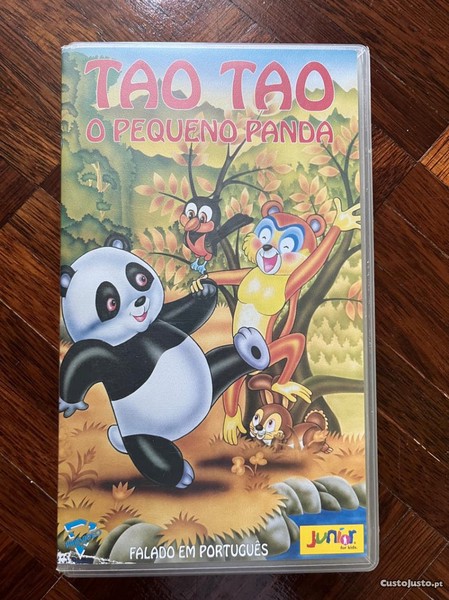 TAO TAO
O PEQUENO PANDA
FALADO EM PORTUGUÊS
junior
for kids
CustoJusto.pt